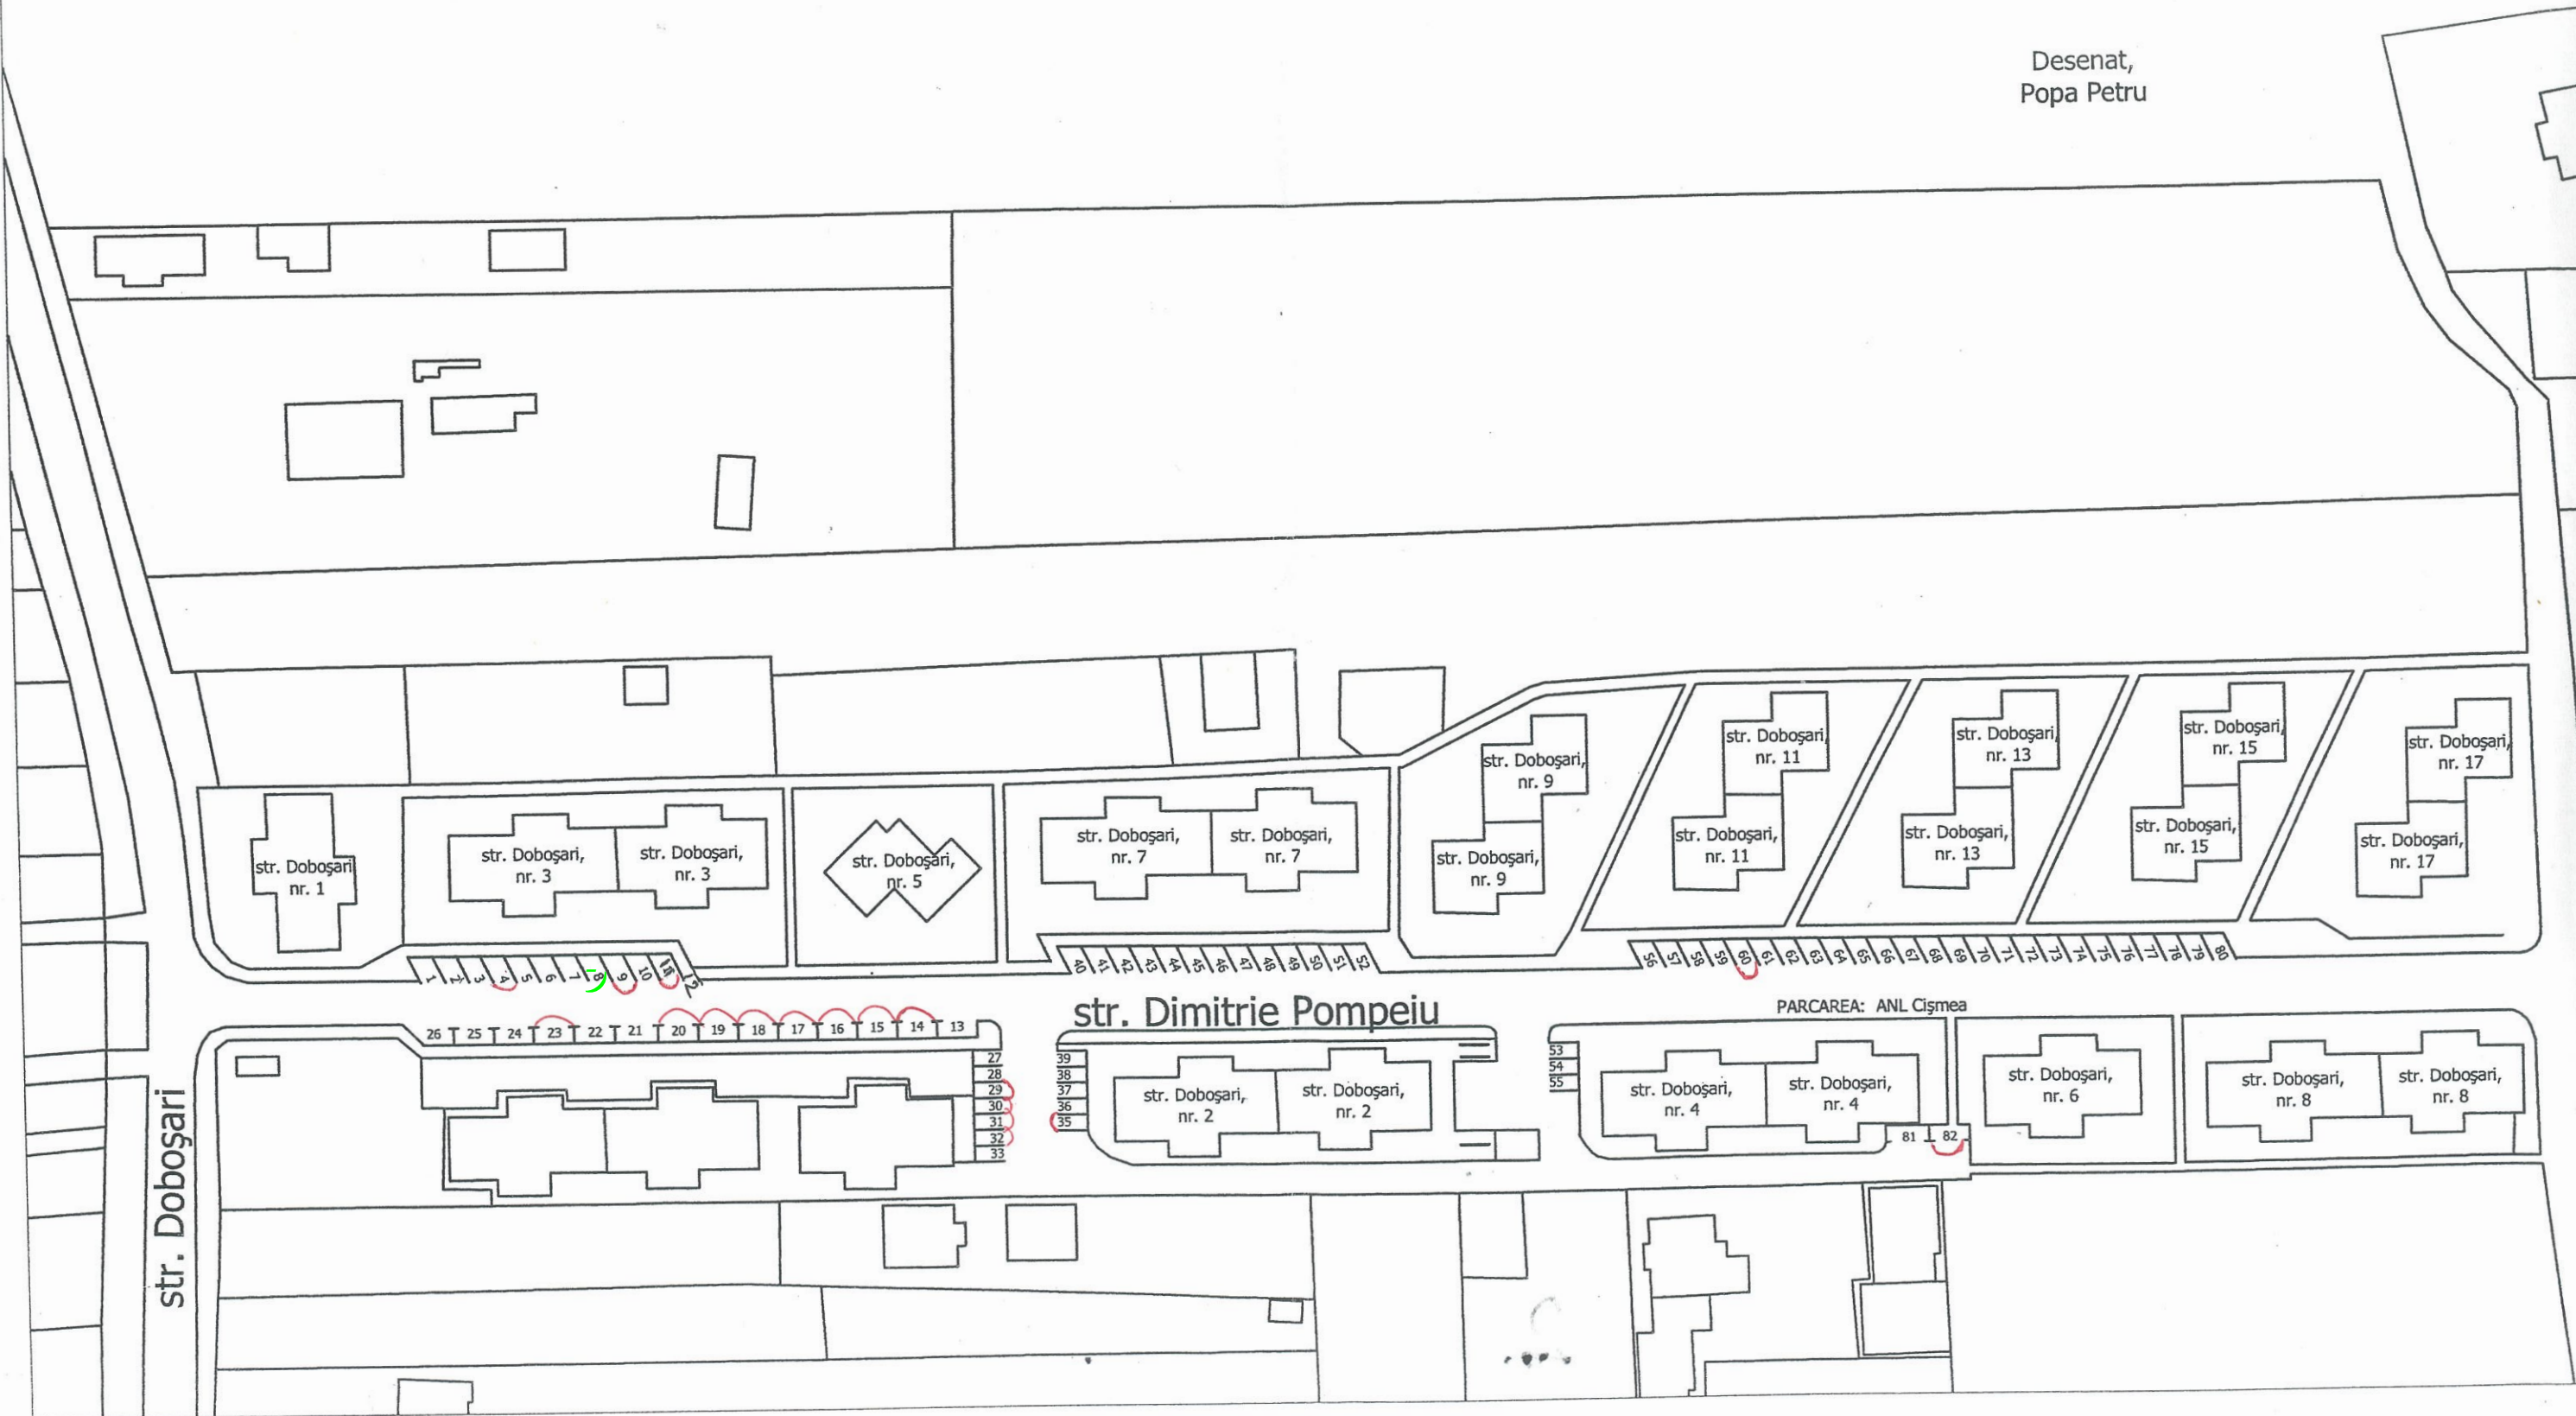 Desenat,
Popa Petru
str. Doboşari,
nr. 9
str. Doboşari,
nr. 11
str. Doboşari,
nr. 13
str. Doboşari,
nr. 15
str. Doboşari,
nr. 17
str. Doboşari
nr. 1
str. Doboşari,
nr. 3
str. Doboşari,
nr. 3
str. Doboşari,
nr. 5
str. Doboşari,
nr. 7
str. Doboşari,
nr. 7
str. Doboşari,
nr. 9
str. Doboşari,
nr. 11
str. Doboşari,
nr. 13
str. Doboşari,
nr. 15
str. Doboşari,
nr. 17
1 2 3 4 5 6 7 8 9 10 11 12
40 41 42 43 44 45 46 47 48 49 50 51 52
56 57 58 59 60 61 62 63 64 65 66 67 68 69 70 71 72 73 74 75 76 77 78 79 80
str. Dimitrie Pompeiu
PARCAREA: ANL Cişmea
26 25 24 23 22 21 20 19 18 17 16 15 14 13
27
28
29
30
31
32
33
39
38
37
36
35
str. Doboşari,
nr. 2
str. Doboşari,
nr. 2
53
54
55
str. Doboşari,
nr. 4
str. Doboşari,
nr. 4
81 82
str. Doboşari,
nr. 6
str. Doboşari,
nr. 8
str. Doboşari,
nr. 8
str. Doboşari